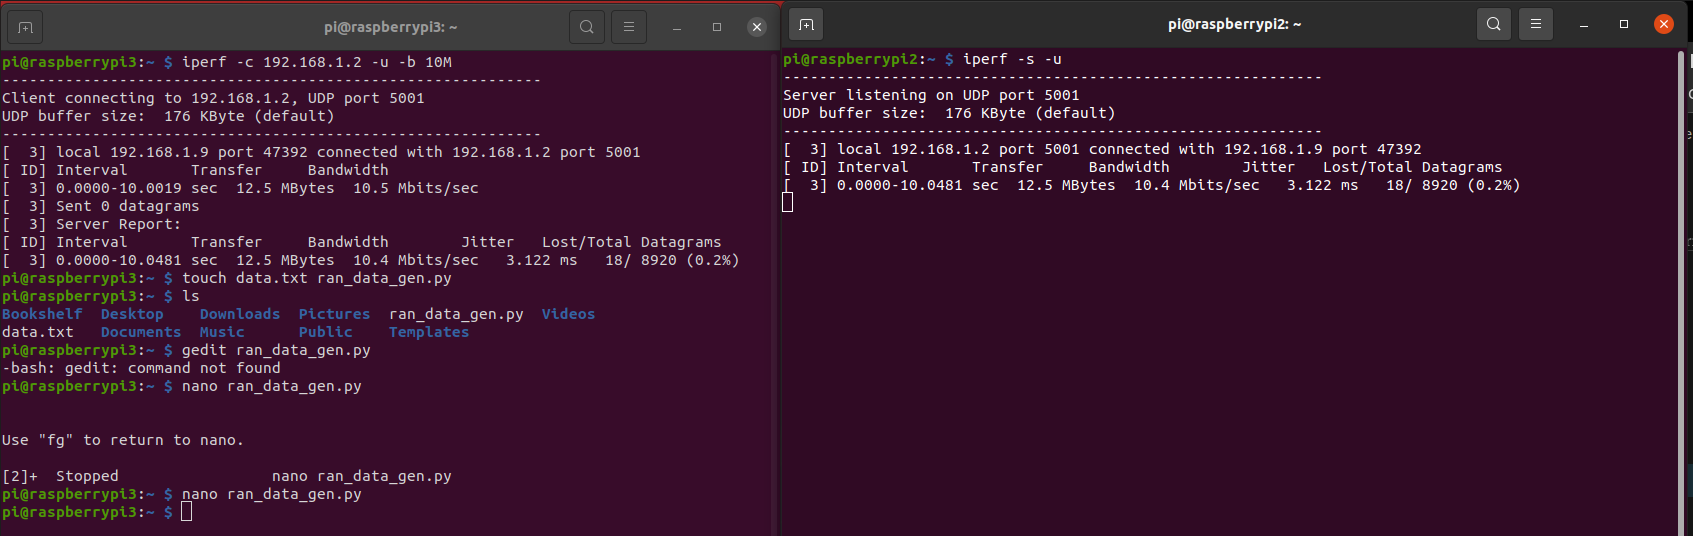 pi@raspberrypi3: ~
pi@raspberrypi3:~ $ iperf -c 192.168.1.2 -u -b 10M
------------------------------------------------------------
Client connecting to 192.168.1.2, UDP port 5001
UDP buffer size:  176 KByte (default)
------------------------------------------------------------
[  3] local 192.168.1.9 port 47392 connected with 192.168.1.2 port 5001
[ ID] Interval       Transfer     Bandwidth
[  3] 0.0000-10.0019 sec  12.5 MBytes  10.5 Mbits/sec
[  3] Sent 0 datagrams
[  3] Server Report:
[ ID] Interval       Transfer     Bandwidth        Jitter   Lost/Total Datagrams
[  3] 0.0000-10.0481 sec  12.5 MBytes  10.4 Mbits/sec   3.122 ms   18/ 8920 (0.2%)
pi@raspberrypi3:~ $ touch data.txt ran_data_gen.py
pi@raspberrypi3:~ $ ls
Bookshelf  Desktop    Downloads  Pictures  ran_data_gen.py  Videos
data.txt   Documents  Music      Public    Templates
pi@raspberrypi3:~ $ gedit ran_data_gen.py
-bash: gedit: command not found
pi@raspberrypi3:~ $ nano ran_data_gen.py
Use "fg" to return to nano.
[2]+  Stopped                 nano ran_data_gen.py
pi@raspberrypi3:~ $ nano ran_data_gen.py
pi@raspberrypi3:~ $
pi@raspberrypi2: ~
pi@raspberrypi2:~ $ iperf -s -u
------------------------------------------------------------
Server listening on UDP port 5001
UDP buffer size:  176 KByte (default)
------------------------------------------------------------
[  3] local 192.168.1.2 port 5001 connected with 192.168.1.9 port 47392
[ ID] Interval       Transfer     Bandwidth        Jitter   Lost/Total Datagrams
[  3] 0.0000-10.0481 sec  12.5 MBytes  10.4 Mbits/sec   3.122 ms   18/ 8920 (0.2%)